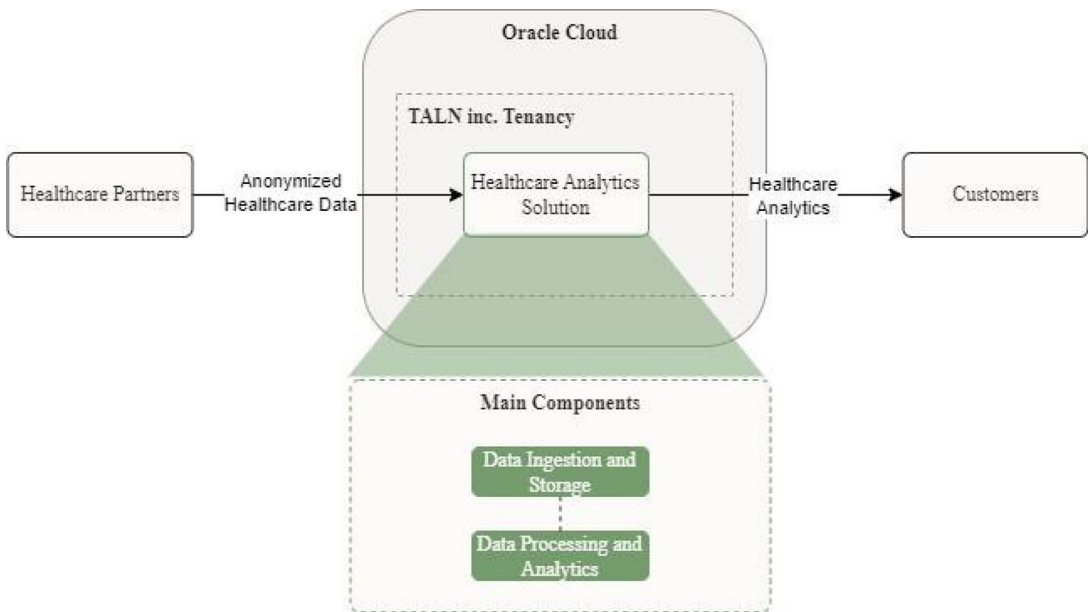 Oracle Cloud
TALN inc. Tenancy
Healthcare Partners
Anonymized
Healthcare Data
Healthcare Analytics
Solution
Healthcare
Analytics
Customers
Main Components
Data Ingestion and
Storage
Data Processing and
Analytics